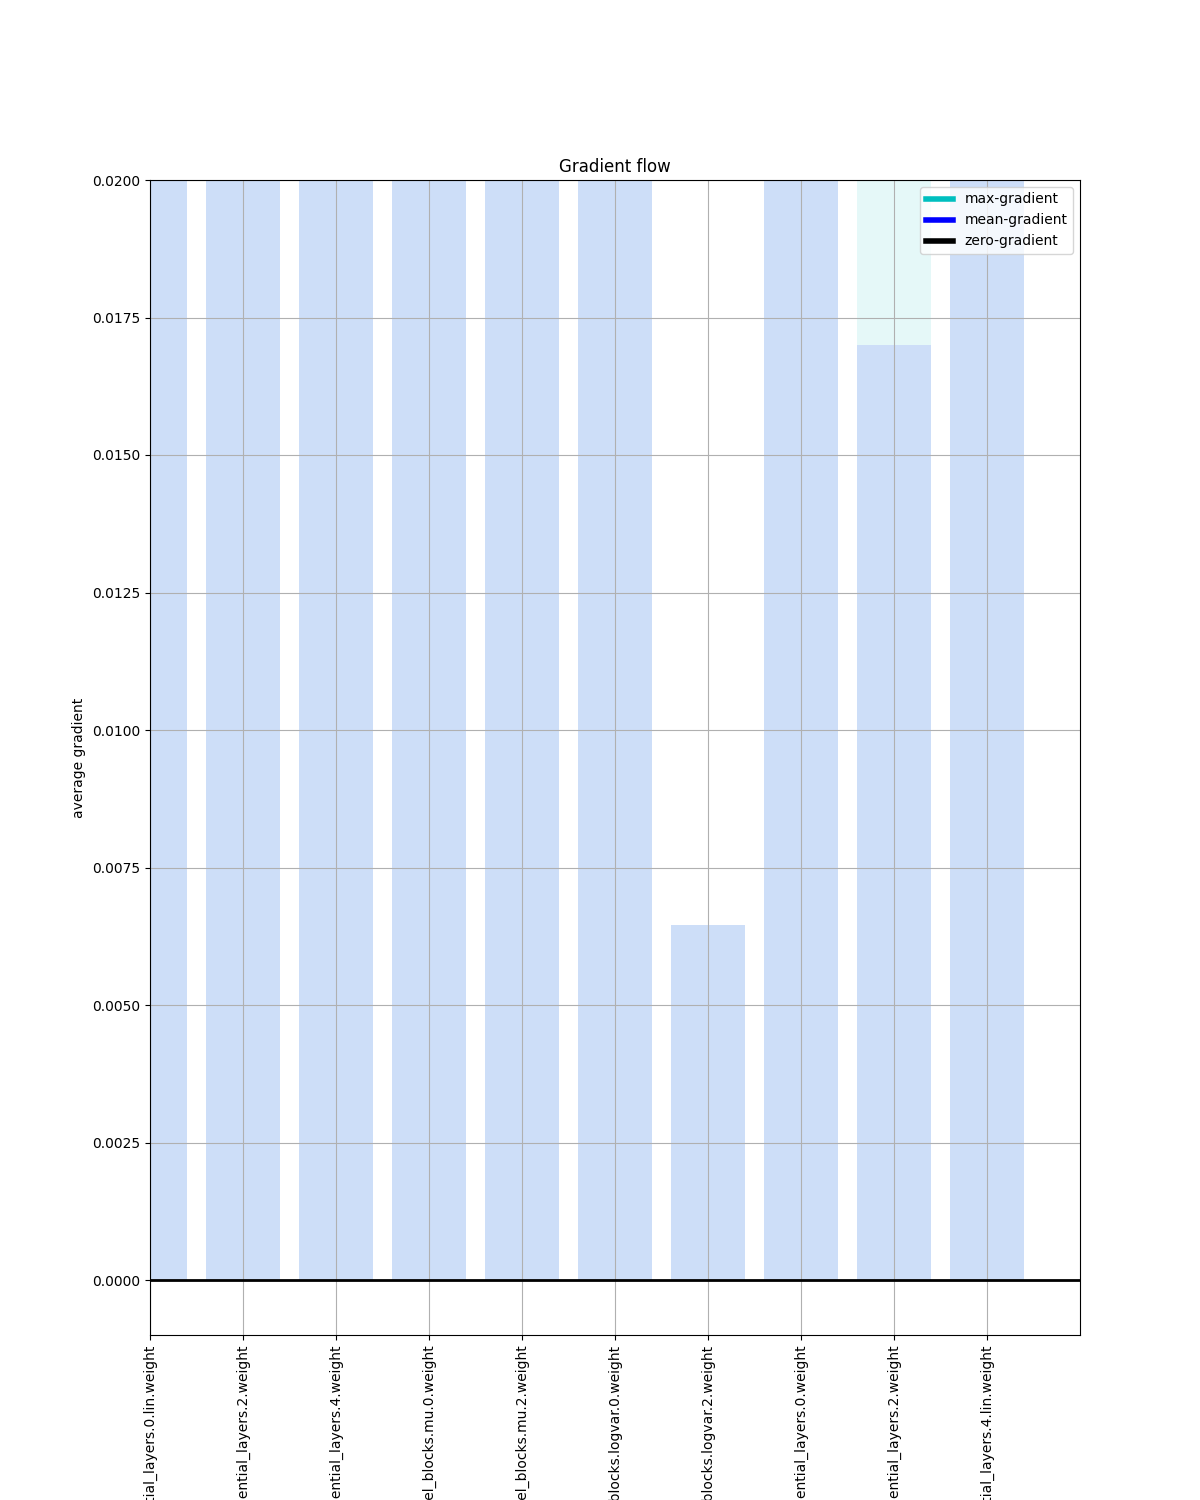 Gradient flow
0.0200
0.0175
0.0150
0.0125
0.0100
0.0075
0.0050
0.0025
0.0000
average gradient
max-gradient
mean-gradient
zero-gradient
tial_layers.0.lin.weight
ential_layers.2.weight
ential_layers.4.weight
el_blocks.mu.0.weight
el_blocks.mu.2.weight
blocks.logvar.0.weight
blocks.logvar.2.weight
ential_layers.0.weight
ential_layers.2.weight
tial_layers.4.lin.weight